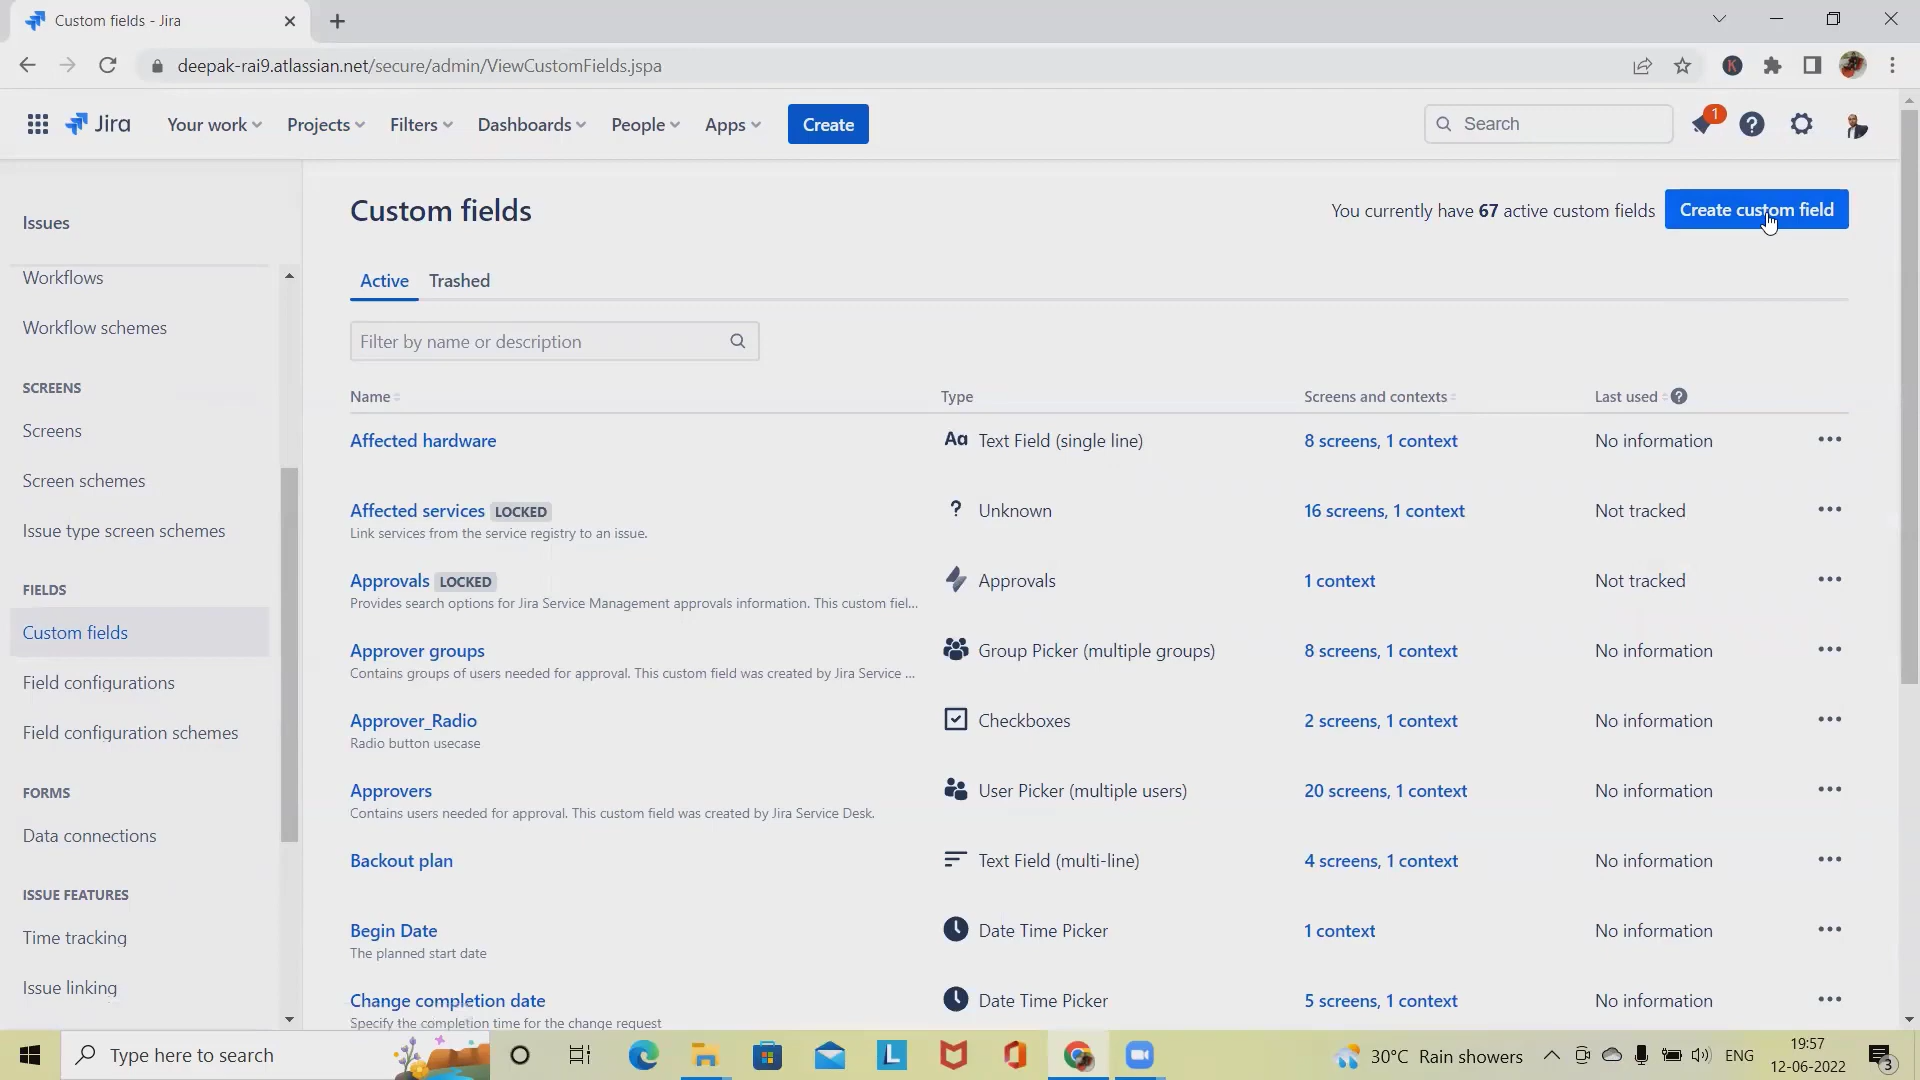 Custom fields - Jira
deepak-rai9.atlassian.net/secure/admin/ViewCustomFields.jspa
Jira
Your work
Projects
Filters
Dashboards
People
Apps
Create
Search
1
Issues
Workflows
Workflow schemes
SCREENS
Screens
Screen schemes
Issue type screen schemes
FIELDS
Custom fields
Field configurations
Field configuration schemes
FORMS
Data connections
ISSUE FEATURES
Time tracking
Issue linking
Custom fields
You currently have 67 active custom fields
Create custom field
Active
Trashed
Filter by name or description
Name Type Screens and contexts Last used
Affected hardware Aa Text Field (single line) 8 screens, 1 context No information
Affected services LOCKED ? Unknown 16 screens, 1 context Not tracked
Link services from the service registry to an issue.
Approvals LOCKED Approvals 1 context Not tracked
Provides search options for Jira Service Management approvals information. This custom fiel...
Approver groups Group Picker (multiple groups) 8 screens, 1 context No information
Contains groups of users needed for approval. This custom field was created by Jira Service ...
Approver_Radio Checkboxes 2 screens, 1 context No information
Radio button usecase
Approvers User Picker (multiple users) 20 screens, 1 context No information
Contains users needed for approval. This custom field was created by Jira Service Desk.
Backout plan Text Field (multi-line) 4 screens, 1 context No information
Begin Date Date Time Picker 1 context No information
The planned start date
Change completion date Date Time Picker 5 screens, 1 context No information
Specify the completion time for the change request
Type here to search
30°C Rain showers
ENG
19:57
12-06-2022
3